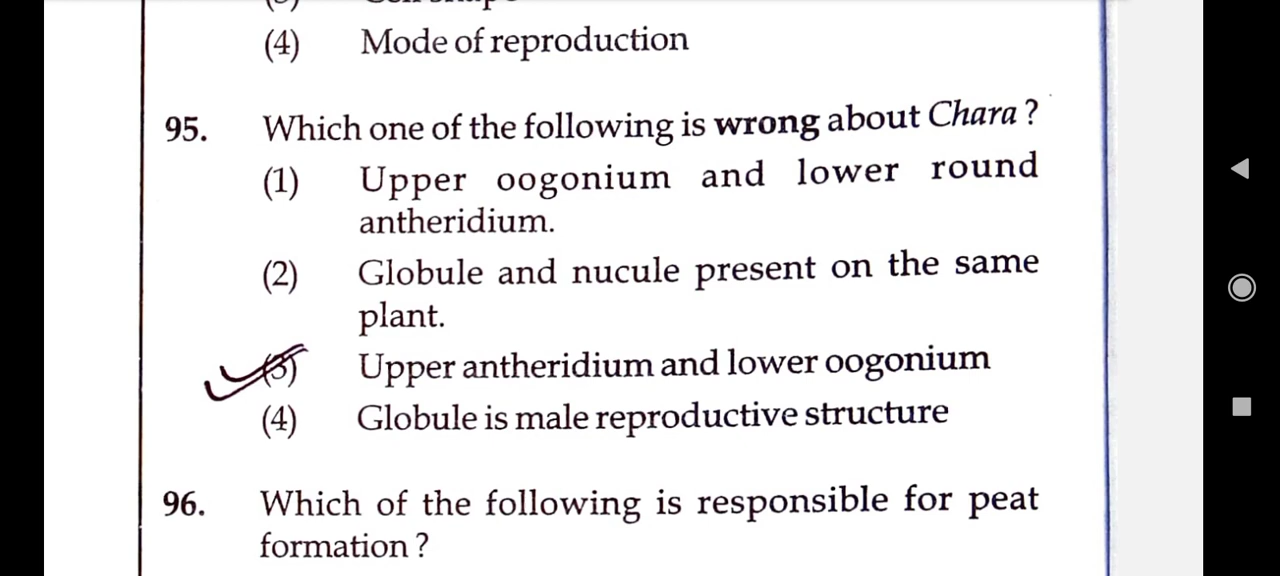 (4) Mode of reproduction
95. Which one of the following is wrong about Chara ?
(1) Upper oogonium and lower round
antheridium.
(2) Globule and nucule present on the same
plant.
(3) Upper antheridium and lower oogonium
(4) Globule is male reproductive structure
96. Which of the following is responsible for peat
formation ?